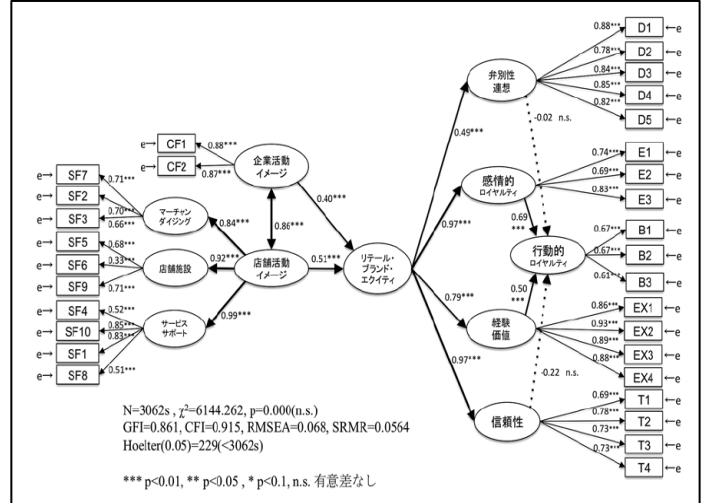 0.88***
D1
←e
0.78***
D2
←e
0.84***
D3
←e
0.85***
D4
←e
0.82***
D5
←e
弁別性
連想
-0.02 n.s.
0.49***
e→
CF1
0.88***
e→
CF2
0.87***
企業活動
イメージ
0.40***
0.86***
e→
SF7
0.71***
e→
SF2
0.70***
e→
SF3
0.66***
マーチャン
ダイジング
0.84***
e→
SF5
0.68***
e→
SF6
0.33***
e→
SF9
0.71***
店舗施設
0.92***
店舗活動
イメージ
0.51***
リテール・
ブランド・
エクイティ
e→
SF4
0.52***
e→
SF10
0.85***
e→
SF1
0.83***
e→
SF8
0.51***
サービス
サポート
0.99***
0.97***
感情的
ロイヤルティ
0.74***
E1
←e
0.69***
E2
←e
0.83***
E3
←e
0.69
***
行動的
ロイヤルティ
0.67***
B1
←e
0.67***
B2
←e
0.61***
B3
←e
0.50
***
0.79***
経験
価値
0.86***
EX1
←e
0.93***
EX2
←e
0.89***
EX3
←e
0.88***
EX4
←e
-0.22 n.s.
0.97***
信頼性
0.69***
T1
←e
0.78***
T2
←e
0.73***
T3
←e
0.73***
T4
←e
N=3062s , χ²=6144.262, p=0.000(n.s.)
GFI=0.861, CFI=0.915, RMSEA=0.068, SRMR=0.0564
Hoelter(0.05)=229(<3062s)
*** p<0.01, ** p<0.05 , * p<0.1, n.s. 有意差なし